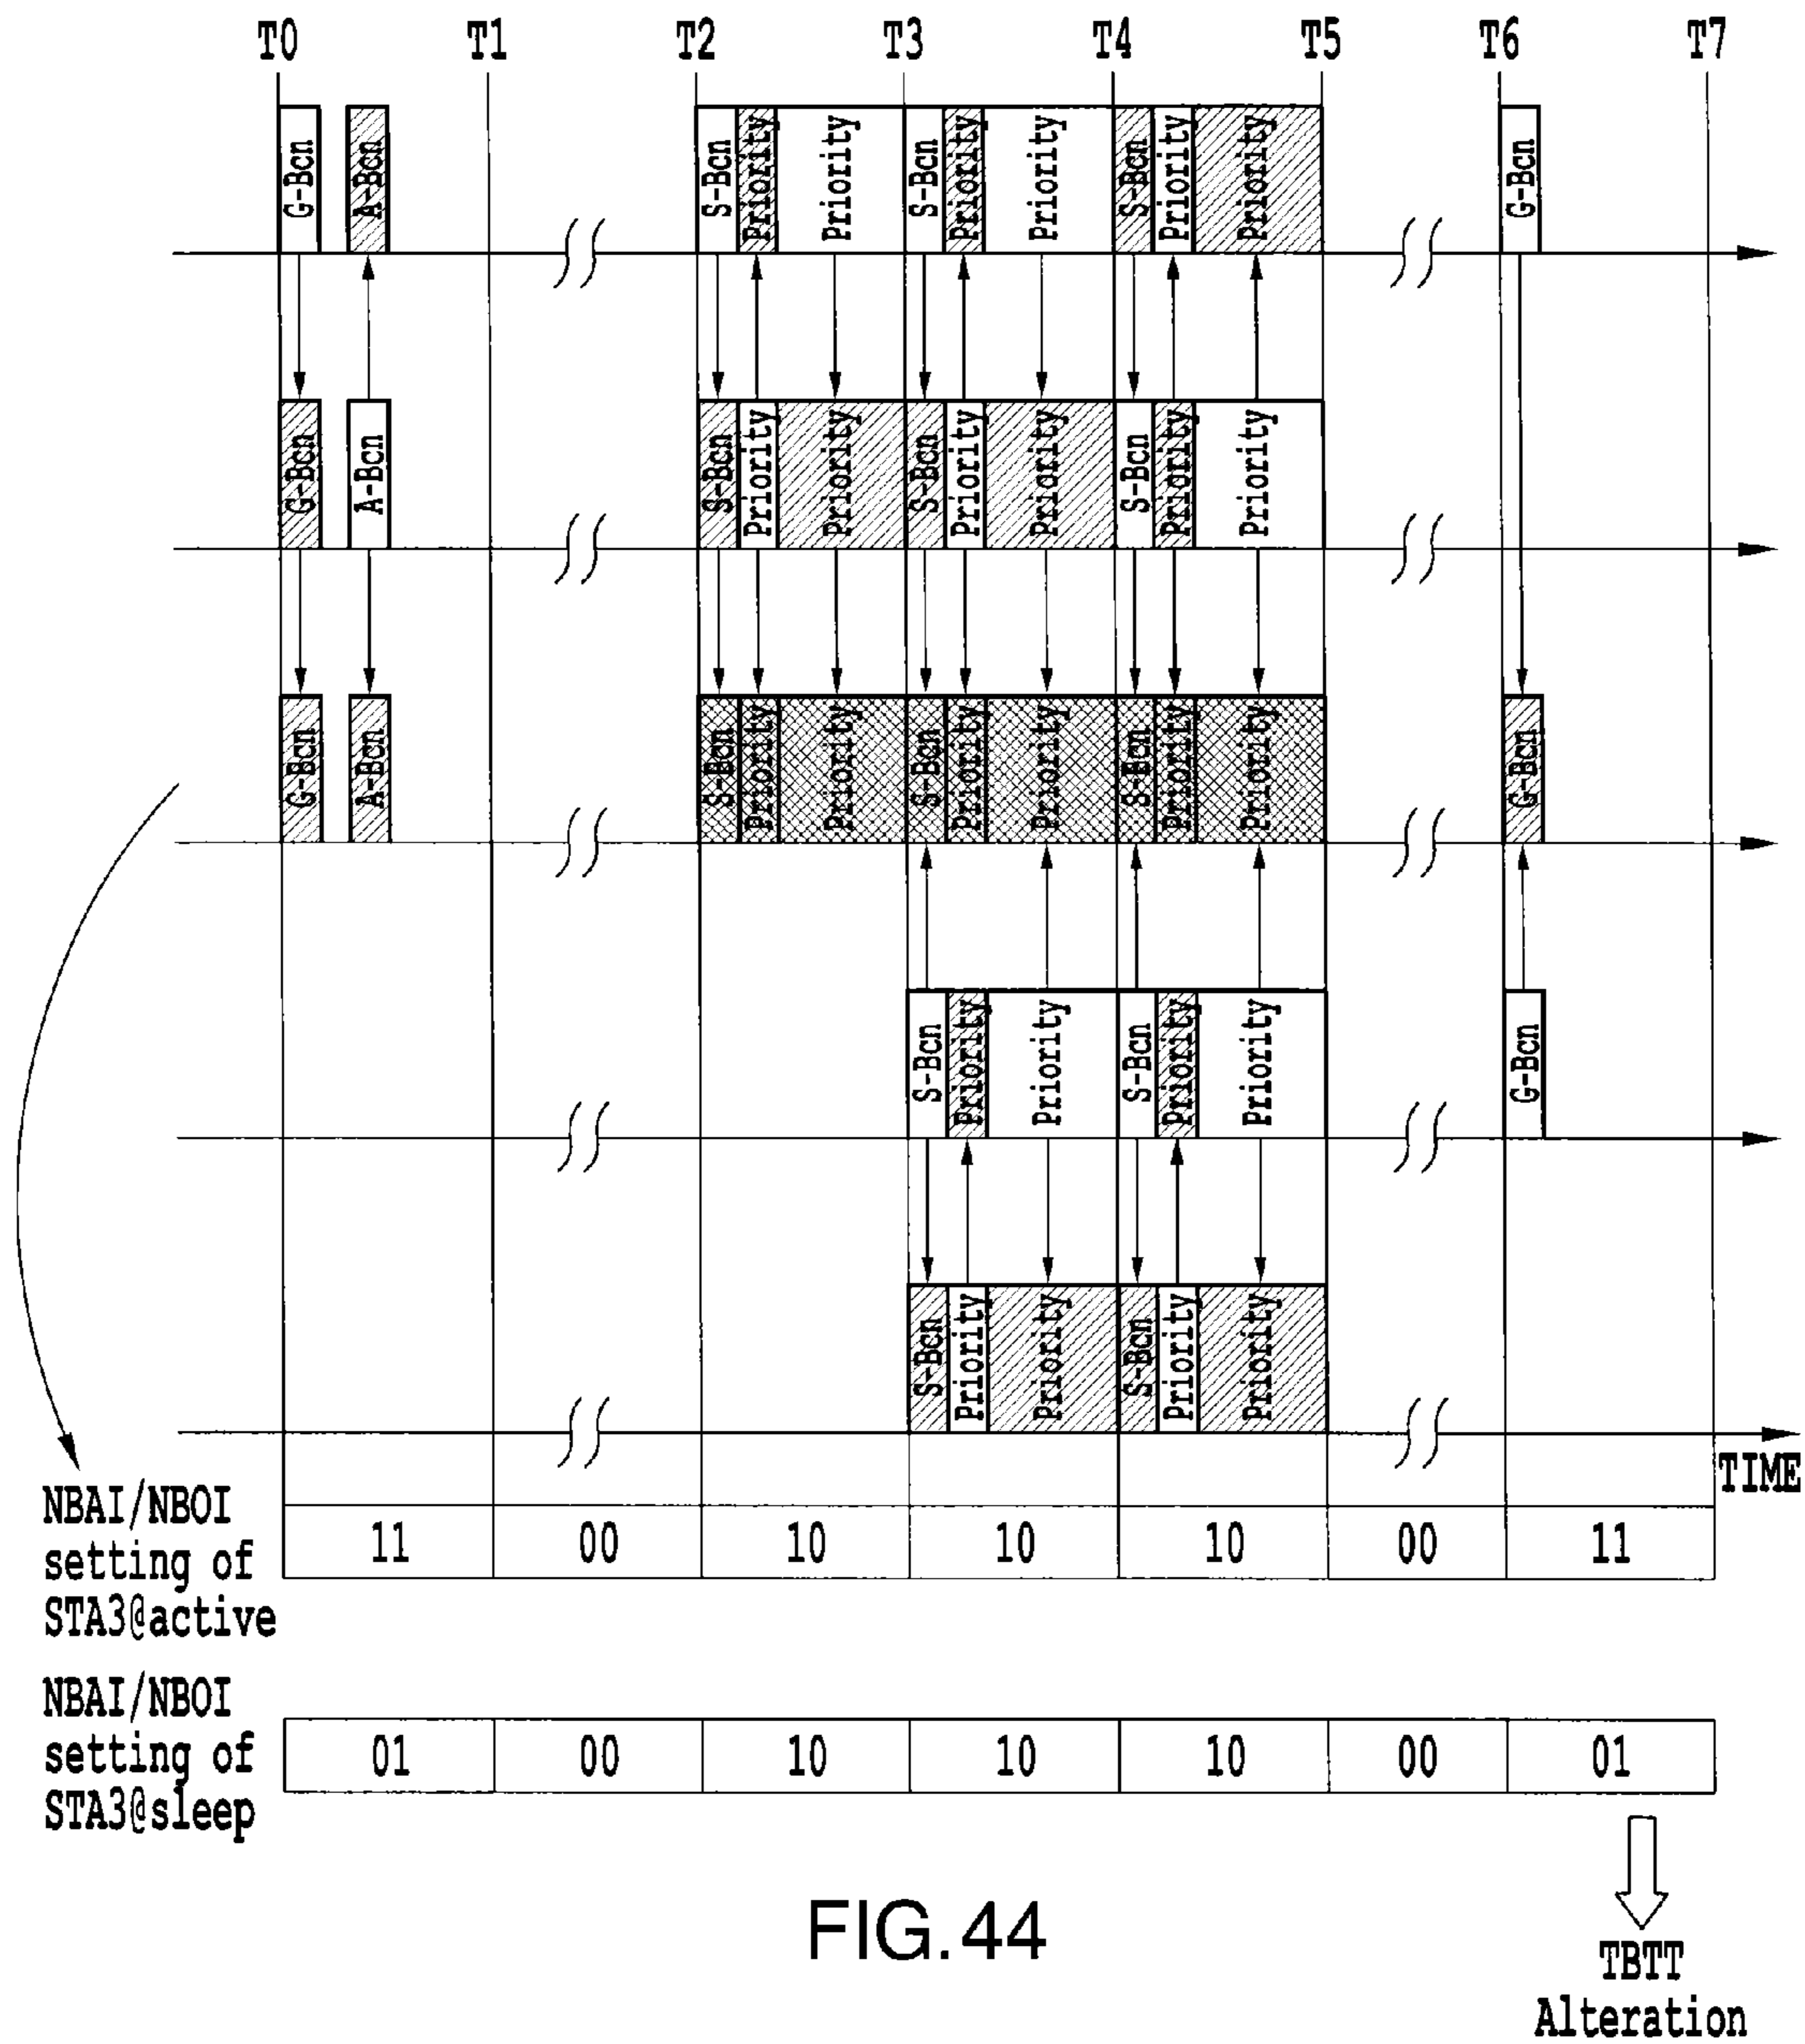 T0 T1 T2 T3 T4 T5 T6 T7
G-Bcn A-Bcn S-Bcn Priority Priority S-Bcn Priority Priority S-Bcn Priority Priority G-Bcn
G-Bcn A-Bcn S-Bcn Priority Priority S-Bcn Priority Priority S-Bcn Priority Priority
G-Bcn A-Bcn S-Bcn Priority Priority S-Bcn Priority Priority S-Bcn Priority Priority G-Bcn
S-Bcn Priority Priority S-Bcn Priority Priority G-Bcn
S-Bcn Priority Priority S-Bcn Priority Priority
TIME
NBAI/NBOI
setting of
STA3@active
11 00 10 10 10 00 11
NBAI/NBOI
setting of
STA3@sleep
01 00 10 10 10 00 01
TBTT
Alteration
FIG.44